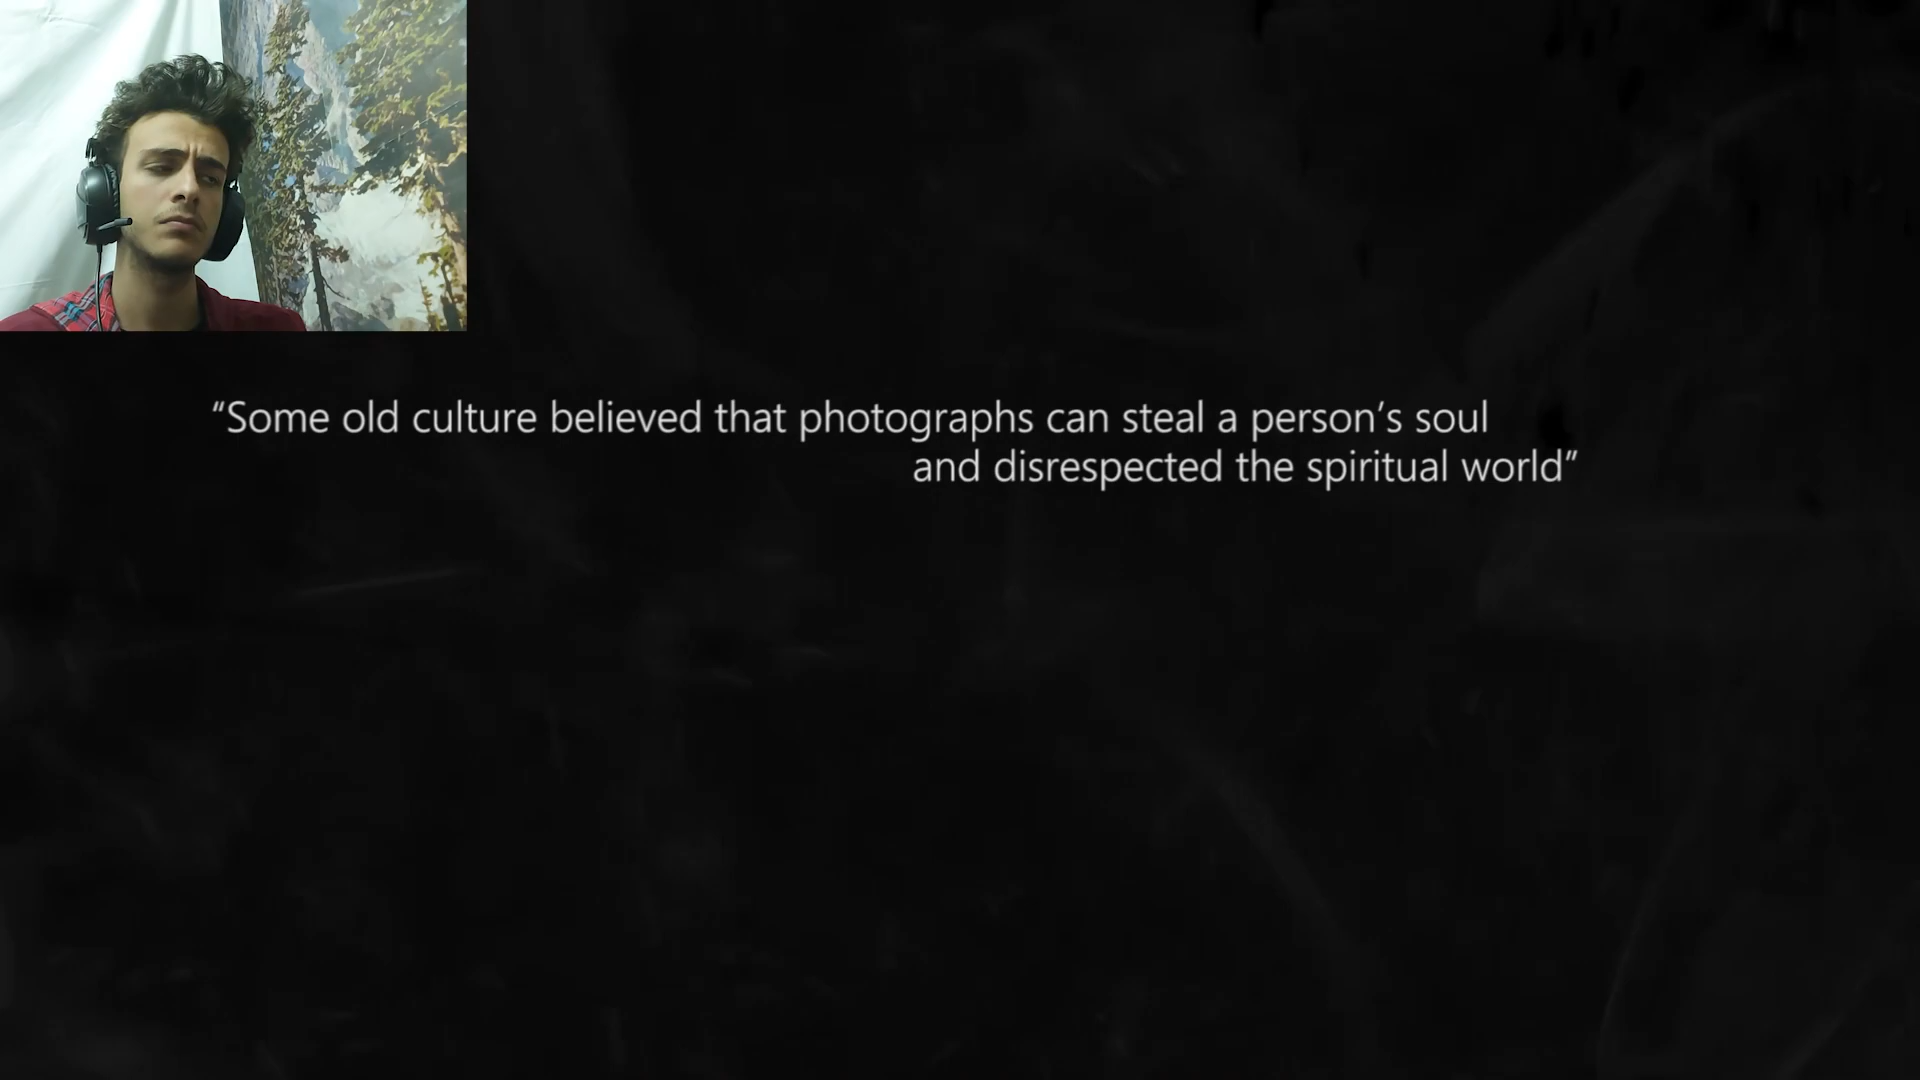 “Some old culture believed that photographs can steal a person’s soul
and disrespected the spiritual world”